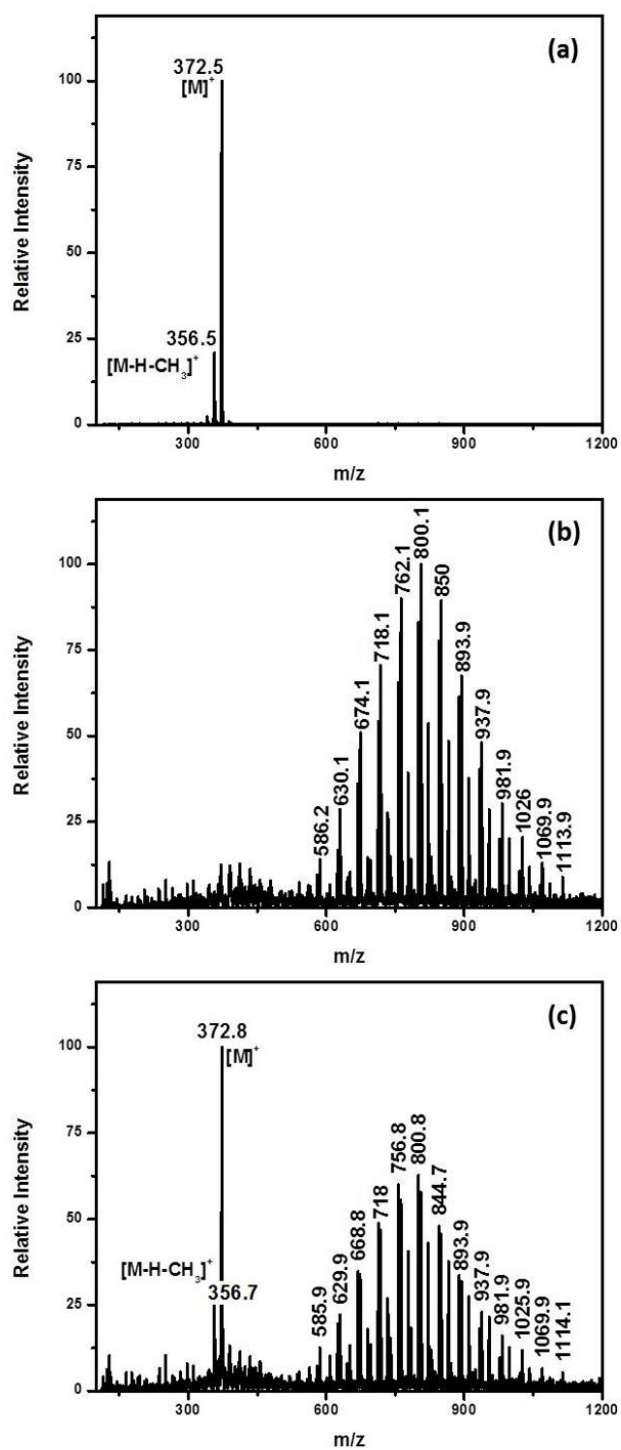 (a)
372.5
[M]⁺
356.5
[M-H-CH₃]⁺
100
75
50
25
0
Relative Intensity
300 600 900 1200
m/z
(b)
800.1
762.1
850
718.1
893.9
674.1
937.9
630.1
981.9
586.2
1026
1069.9
1113.9
100
75
50
25
0
Relative Intensity
300 600 900 1200
m/z
(c)
372.8
[M]⁺
[M-H-CH₃]⁺
356.7
585.9
629.9
668.8
718
756.8
800.8
844.7
893.9
937.9
981.9
1025.9
1069.9
1114.1
100
75
50
25
0
Relative Intensity
300 600 900 1200
m/z